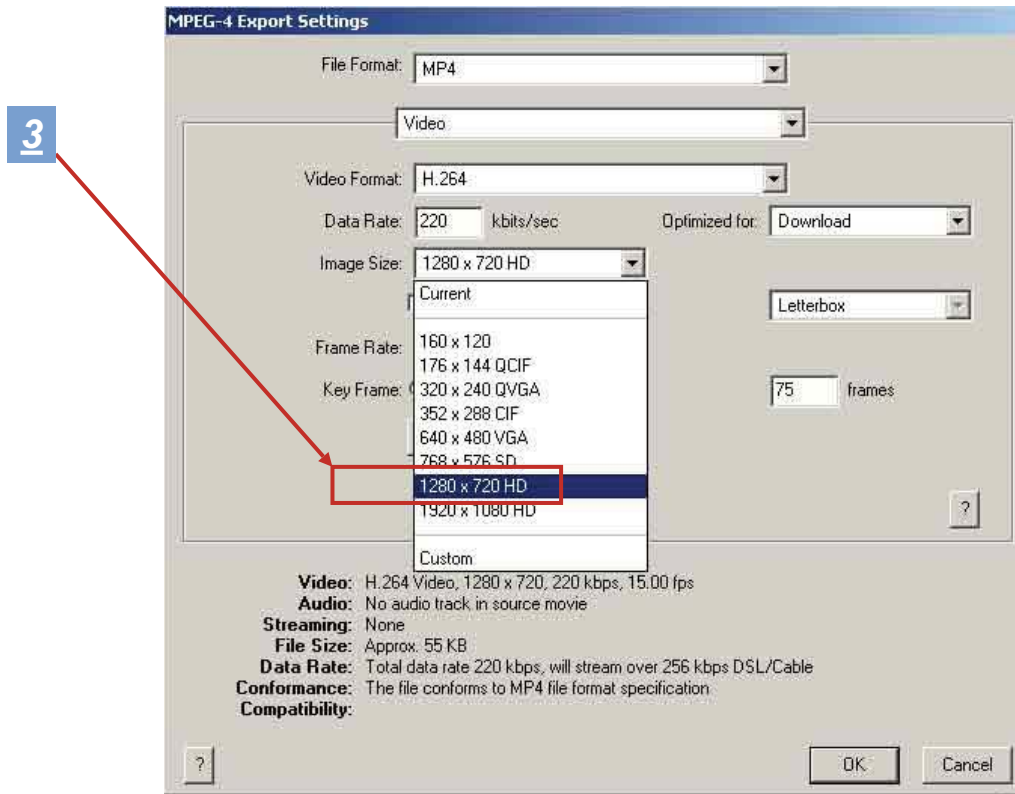 MPEG-4 Export Settings
File Format: MP4
3
Video
Video Format: H.264
Data Rate: 220 kbits/sec Optimized for: Download
Image Size: 1280 x 720 HD
Current
Letterbox
160 x 120
Frame Rate:
176 x 144 QCIF
Key Frame: 320 x 240 QVGA 75 frames
352 x 288 CIF
640 x 480 VGA
768 x 576 SD
1280 x 720 HD
1920 x 1080 HD
?
Custom
Video: H.264 Video, 1280 x 720, 220 kbps, 15.00 fps
Audio: No audio track in source movie
Streaming: None
File Size: Approx. 55 KB
Data Rate: Total data rate 220 kbps, will stream over 256 kbps DSL/Cable
Conformance: The file conforms to MP4 file format specification
Compatibility:
? OK Cancel